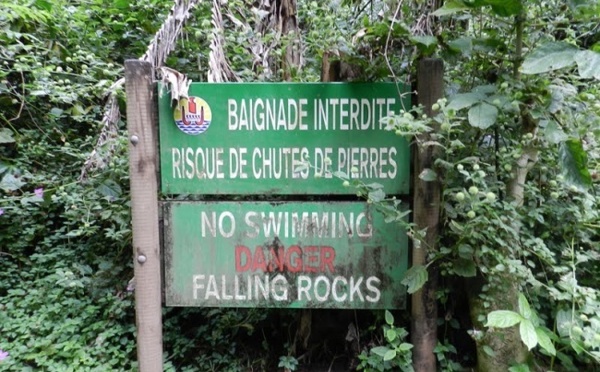 BAIGNADE INTERDITE
RISQUE DE CHUTES DE PIERRES
NO SWIMMING
DANGER
FALLING ROCKS